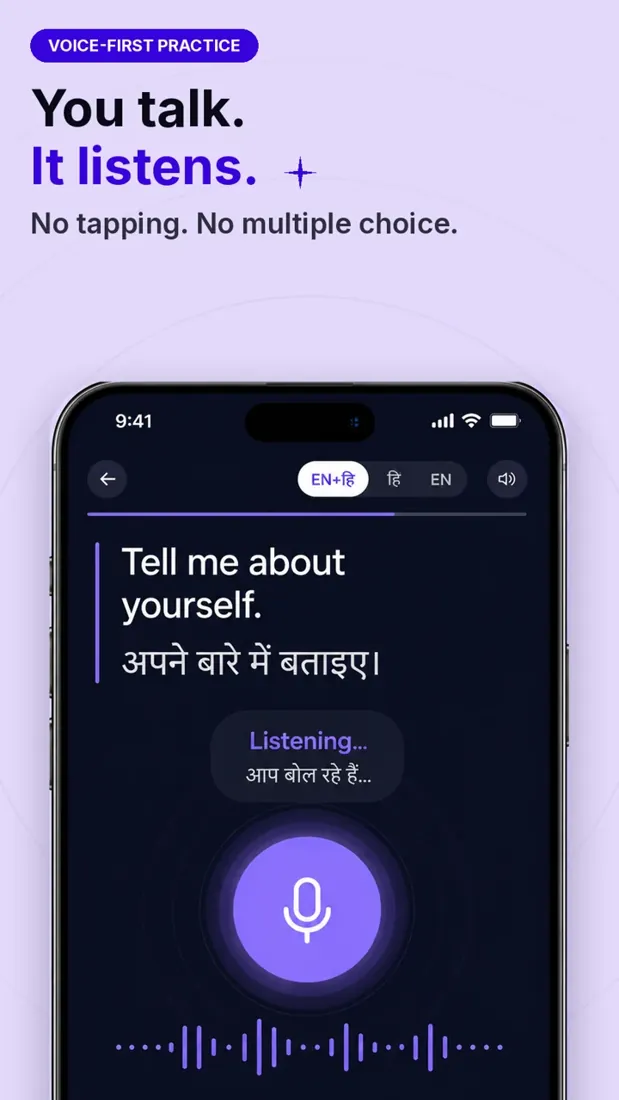 VOICE-FIRST PRACTICE
You talk.
It listens.
No tapping. No multiple choice.
9:41
EN+हि हि EN
Tell me about
yourself.
अपने बारे में बताइए।
Listening...
आप बोल रहे हैं...